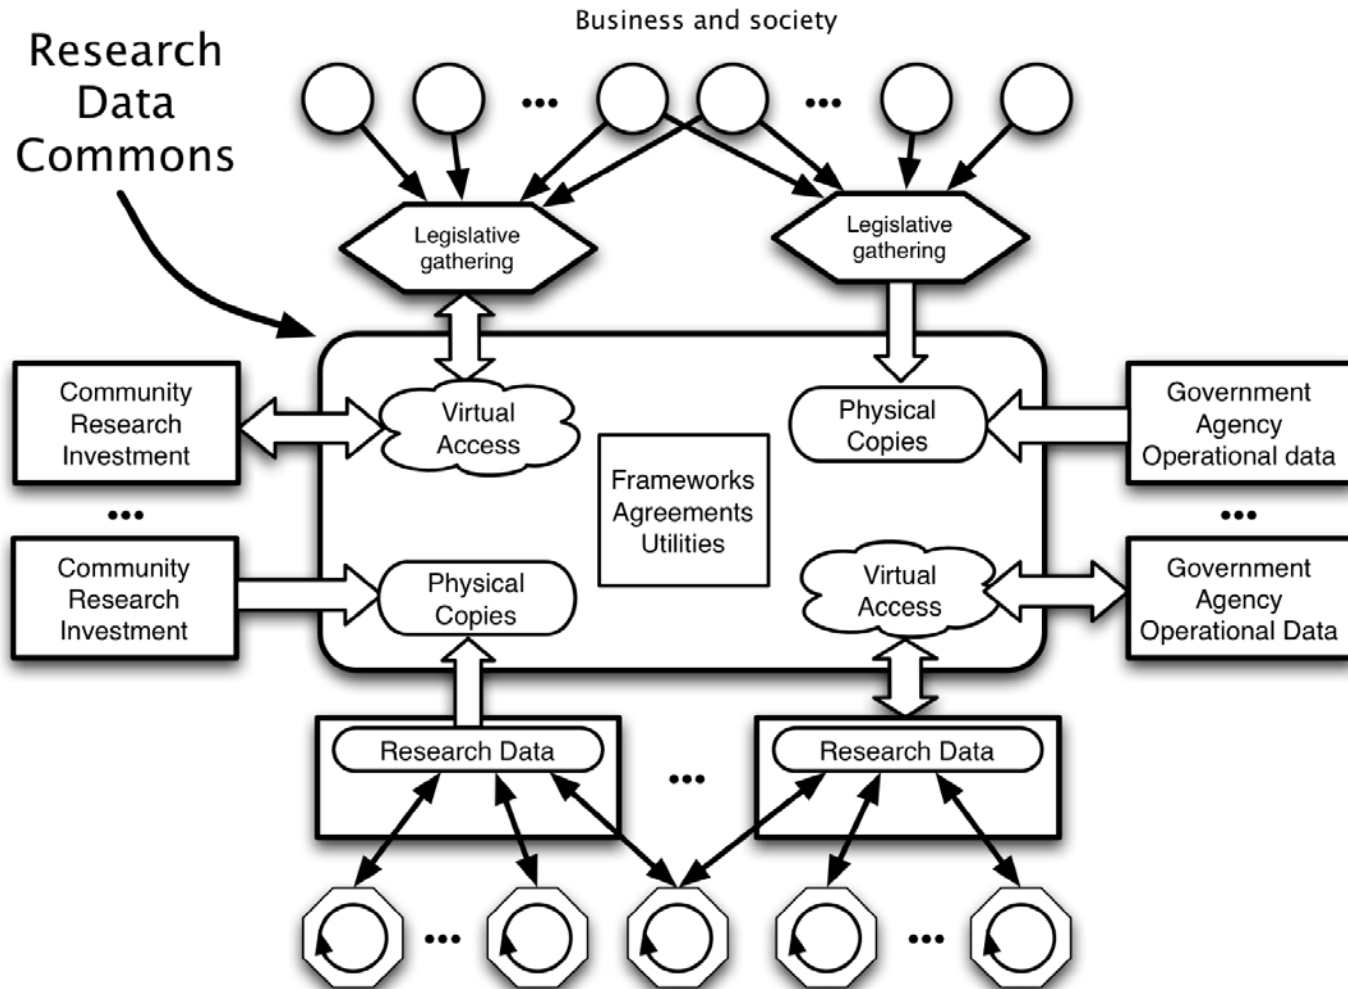 Business and society
Research
Data
Commons
...
...
Legislative
gathering
Legislative
gathering
Community
Research
Investment
Virtual
Access
Physical
Copies
Government
Agency
Operational data
Frameworks
Agreements
Utilities
...
...
Community
Research
Investment
Physical
Copies
Virtual
Access
Government
Agency
Operational Data
Research Data
...
Research Data
...
...